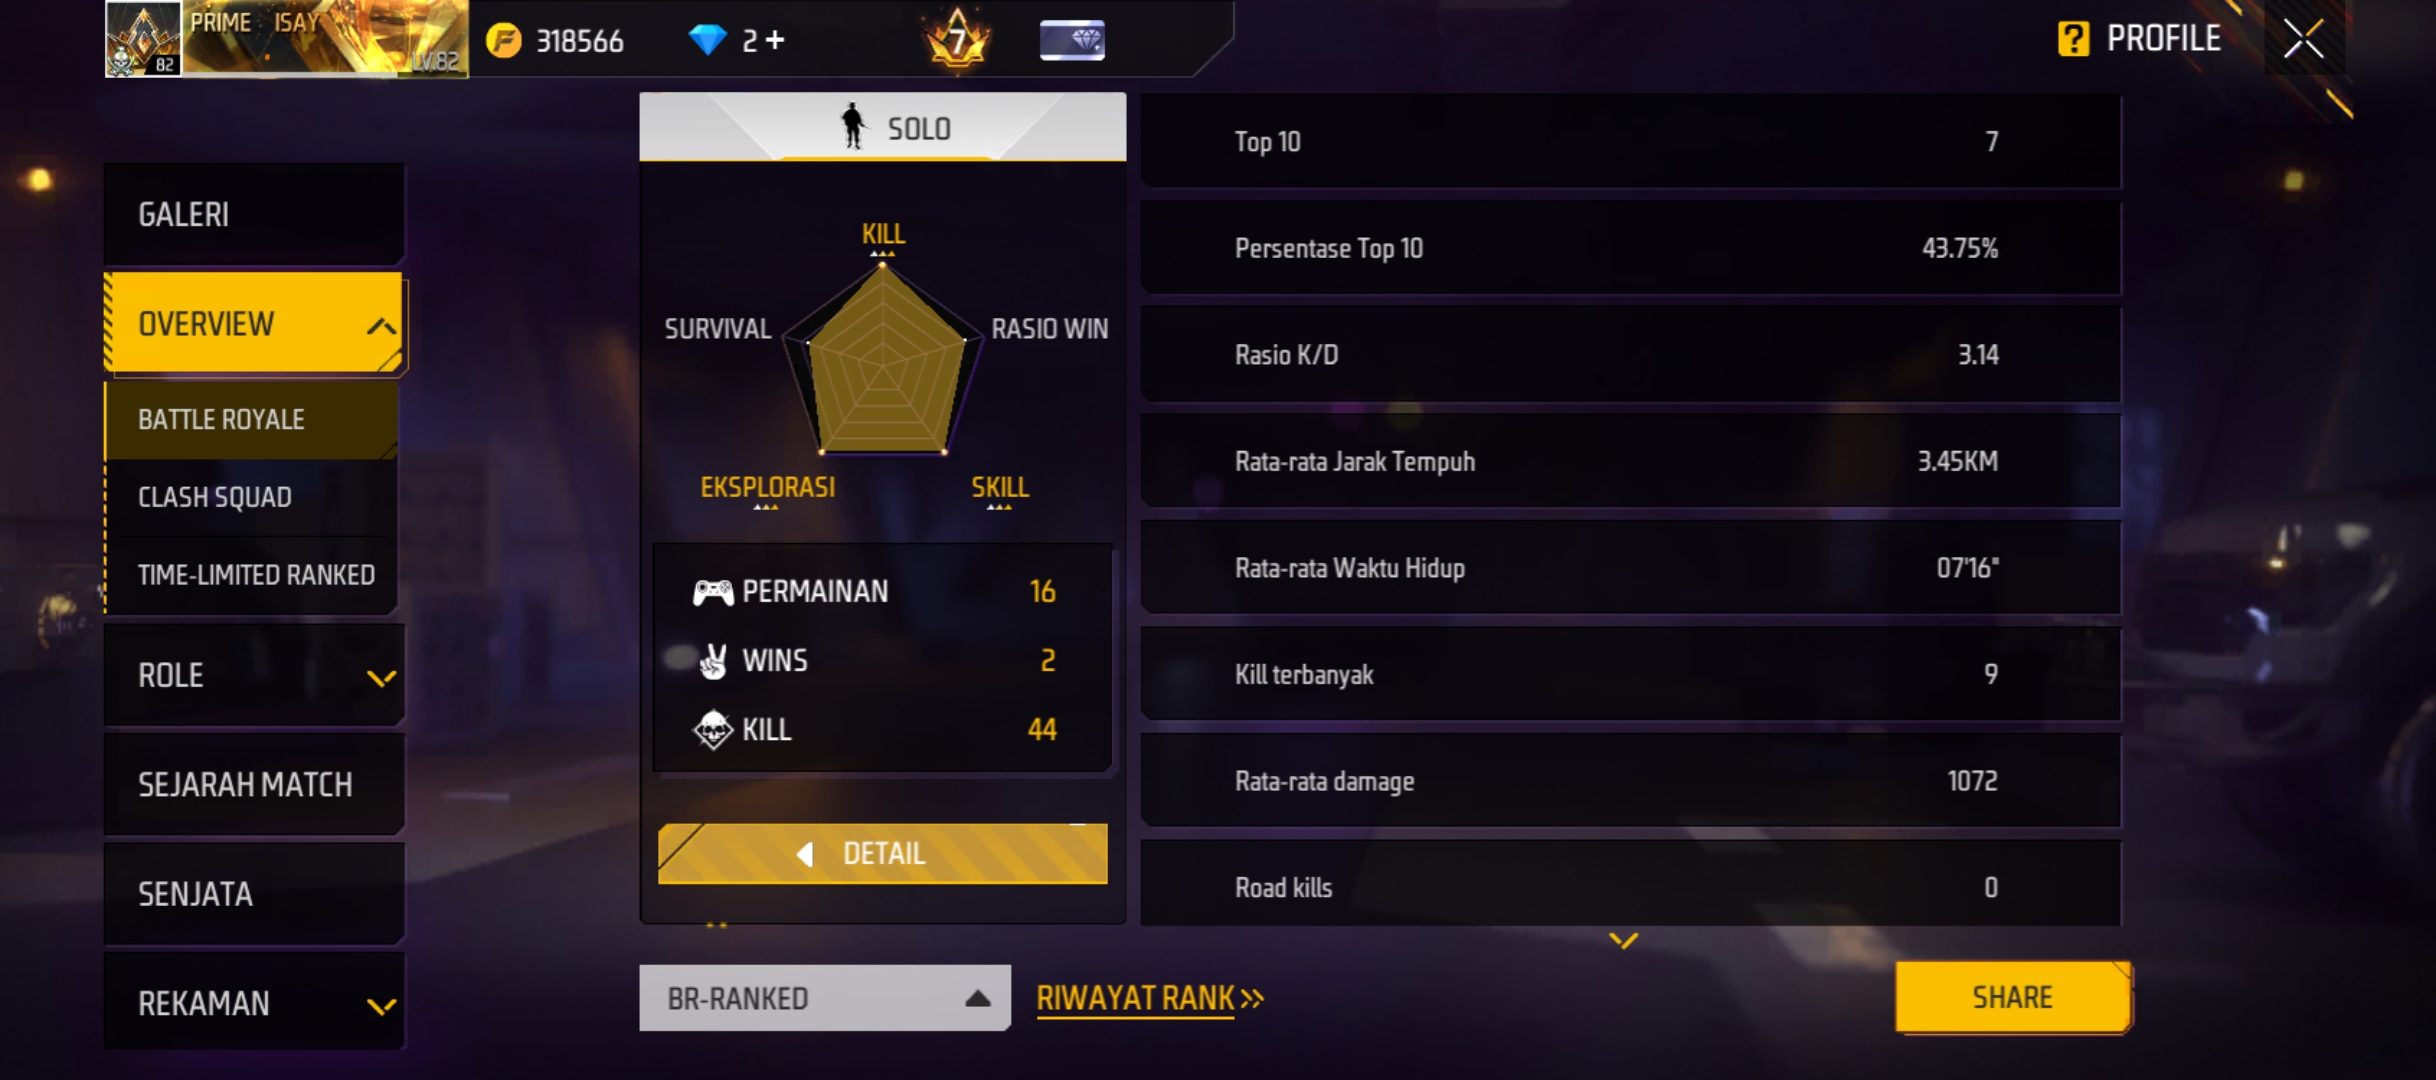 PRIME ISAY
LV.82
82
318566
2 +
7
PROFILE
GALERI
OVERVIEW
BATTLE ROYALE
CLASH SQUAD
TIME-LIMITED RANKED
ROLE
SEJARAH MATCH
SENJATA
REKAMAN
SOLO
KILL
SURVIVAL
RASIO WIN
EKSPLORASI
SKILL
PERMAINAN 16
WINS 2
KILL 44
DETAIL
BR-RANKED
RIWAYAT RANK
Top 10 7
Persentase Top 10 43.75%
Rasio K/D 3.14
Rata-rata Jarak Tempuh 3.45KM
Rata-rata Waktu Hidup 07'16"
Kill terbanyak 9
Rata-rata damage 1072
Road kills 0
SHARE